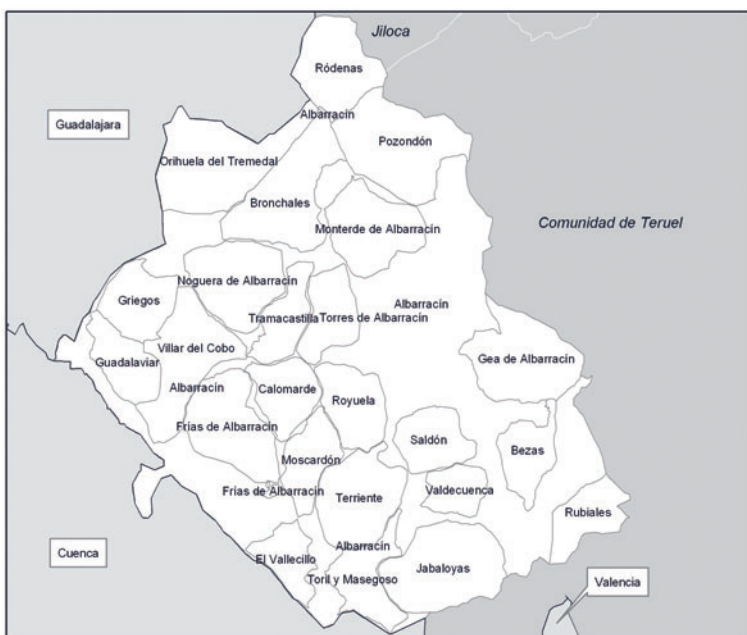 Jiloca
Ródenas
Albarracín
Guadalajara
Pozondón
Orihuela del Tremedal
Bronchales
Monterde de Albarracín
Comunidad de Teruel
Noguera de Albarracín
Griegos
Albarracín
Tramacastilla
Torres de Albarracín
Villar del Cobo
Guadalaviar
Gea de Albarracín
Albarracín
Calomarde
Royuela
Frías de Albarracín
Saldón
Bezas
Moscardón
Frías de Albarracín
Terriente
Valdecuenca
Rubiales
Albarracín
Cuenca
El Vallecillo
Jabaloyas
Toril y Masegoso
Valencia